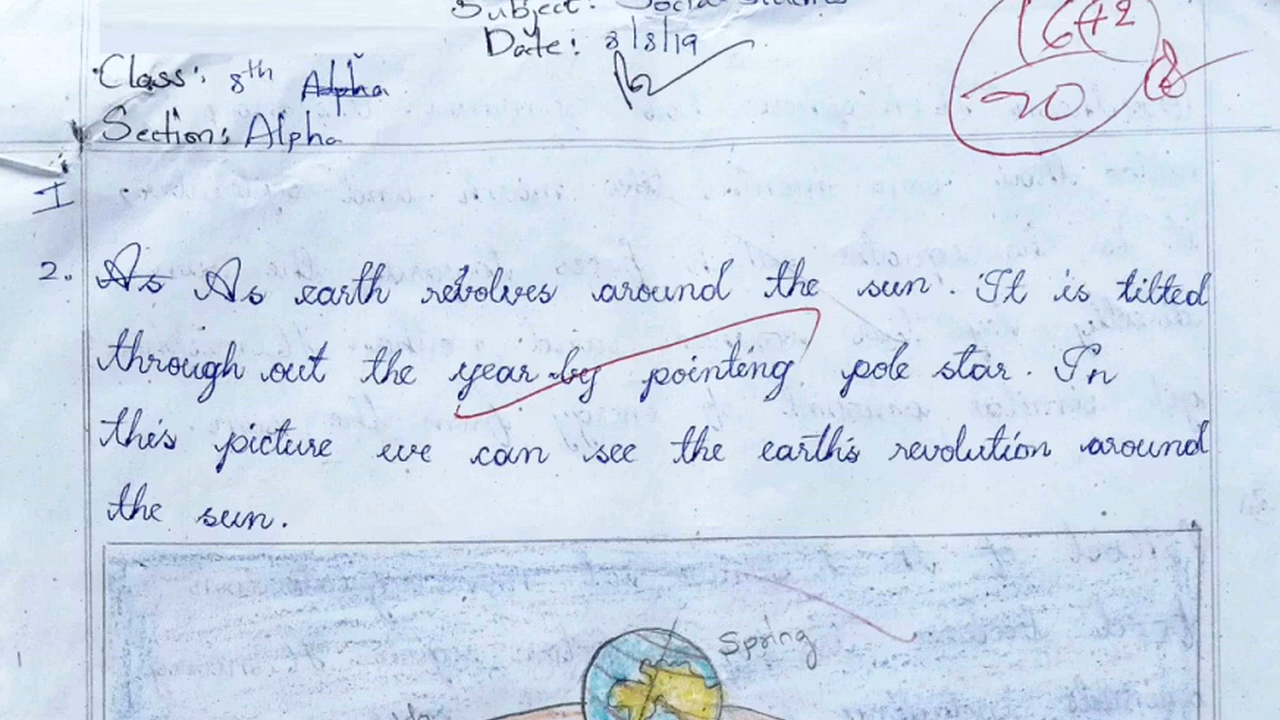 Subject: Social Studies
Date: 8/8/19
16+2
20
Class: 8th Alpha
Section: Alpha
I
2. As As earth revolves around the sun. It is tilted
through out the year by pointing pole star. In
this picture we can see the earth's revolution around
the sun.
Spring